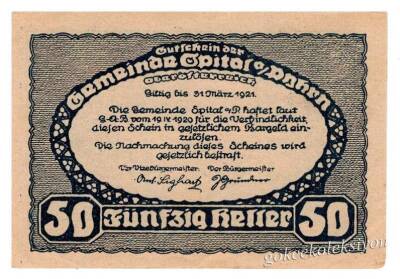 Gutschein der
Gemeinde Spital a/Pyhrn
Oberösterreich
Giltig bis 31 März 1921.
Die Gemeinde Spital a/P. haftet laut
G-A-B vom 19 IV 1920 für die Verbindlichkeit,
diesen Schein in gesetzlichem Bargeld ein-
zulösen.
Die Nachmachung dieses Scheines wird
gesetzlich bestraft.
Der Vizebürgermeister: Der Bürgermeister:
50 Fünfzig Heller 50
gokcekoleksiyon